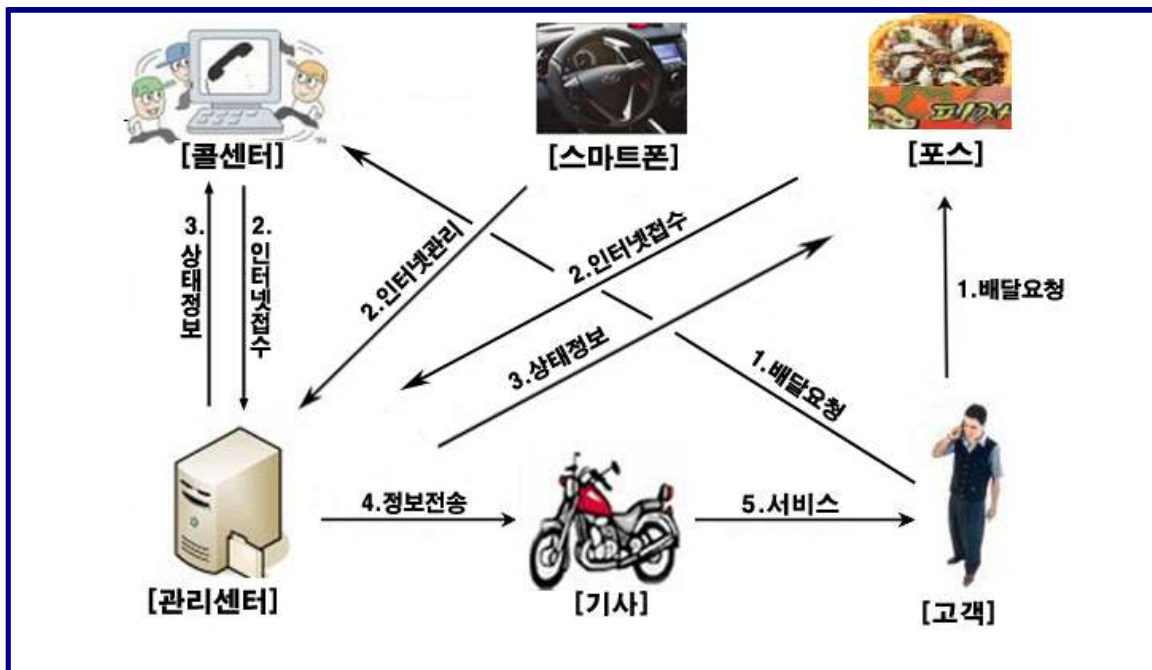 [콜센터]
[스마트폰]
피자
[포스]
3.상태정보
2.인터넷접수
2.인터넷관리
2.인터넷접수
3.상태정보
1.배달요청
1.배달요청
4.정보전송
5.서비스
[관리센터]
[기사]
[고객]